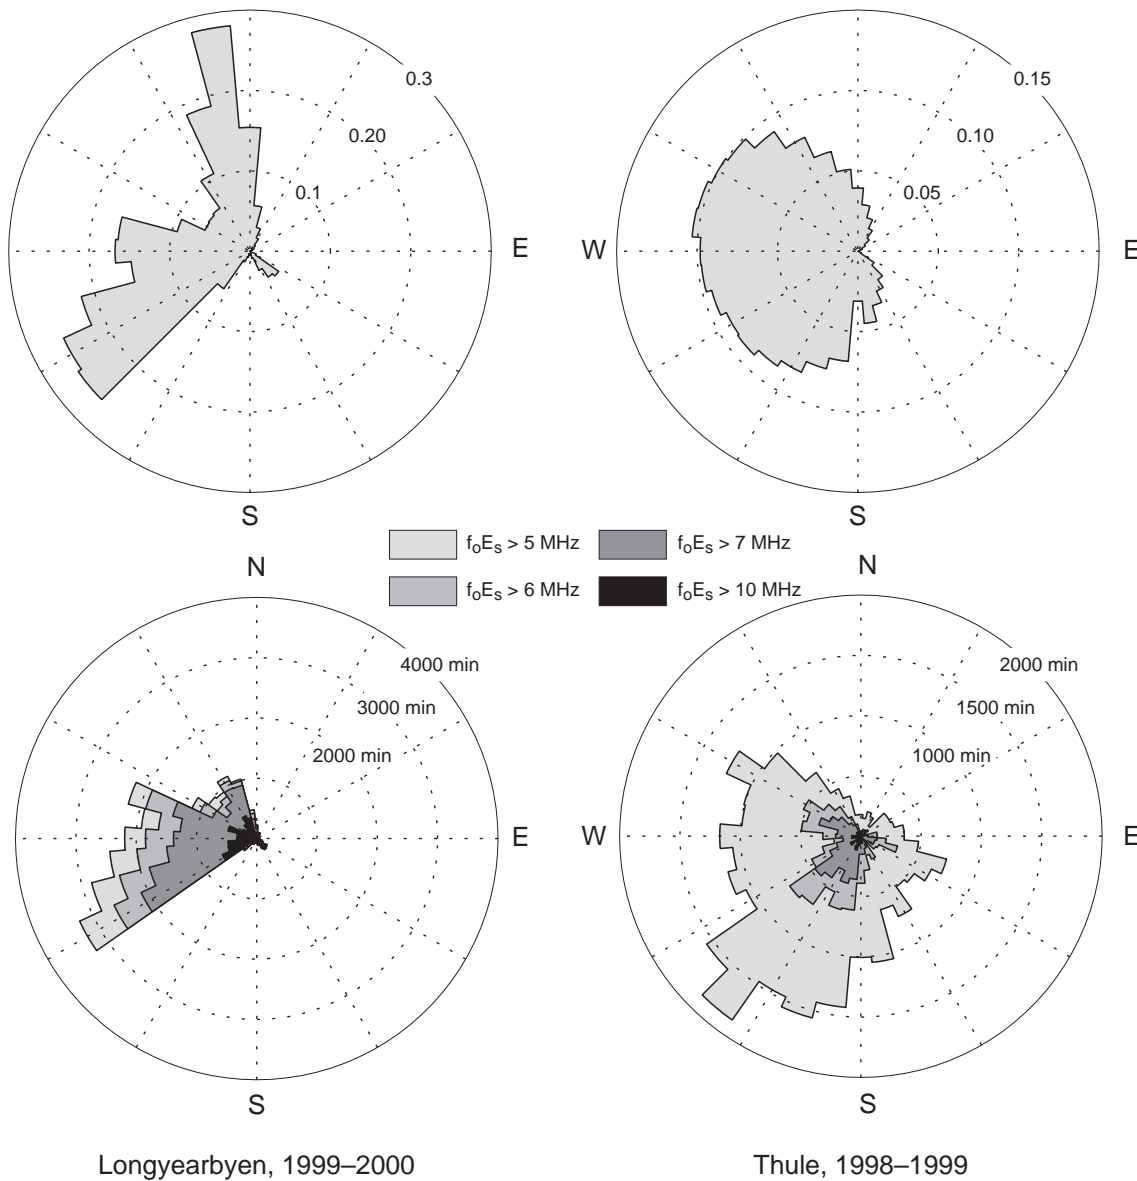 0.3
0.20
0.1
E
S
0.15
0.10
0.05
W
E
S
f₀Eₛ > 5 MHz
f₀Eₛ > 7 MHz
f₀Eₛ > 6 MHz
f₀Eₛ > 10 MHz
N
4000 min
3000 min
2000 min
E
S
N
2000 min
1500 min
1000 min
W
E
S
Longyearbyen, 1999–2000
Thule, 1998–1999